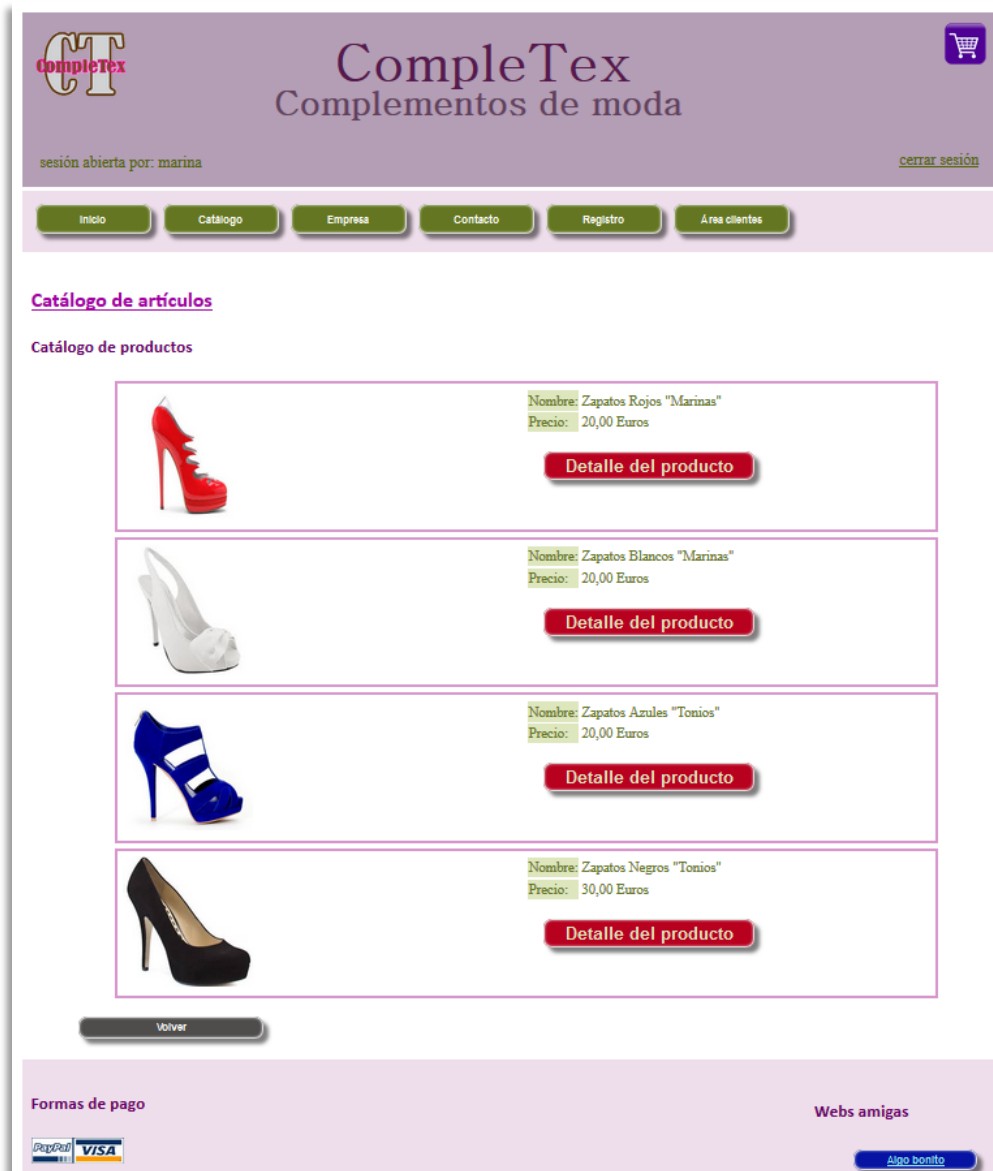 CT
CompleTex
CompleTex
Complementos de moda
sesión abierta por: marina
cerrar sesión
Inicio
Catálogo
Empresa
Contacto
Registro
Area clientes
Catálogo de artículos
Catálogo de productos
Nombre: Zapatos Rojos "Marinas"
Precio: 20,00 Euros
Detalle del producto
Nombre: Zapatos Blancos "Marinas"
Precio: 20,00 Euros
Detalle del producto
Nombre: Zapatos Azules "Tonios"
Precio: 20,00 Euros
Detalle del producto
Nombre: Zapatos Negros "Tonios"
Precio: 30,00 Euros
Detalle del producto
Volver
Formas de pago
Webs amigas
PayPal VISA
Algo bonito